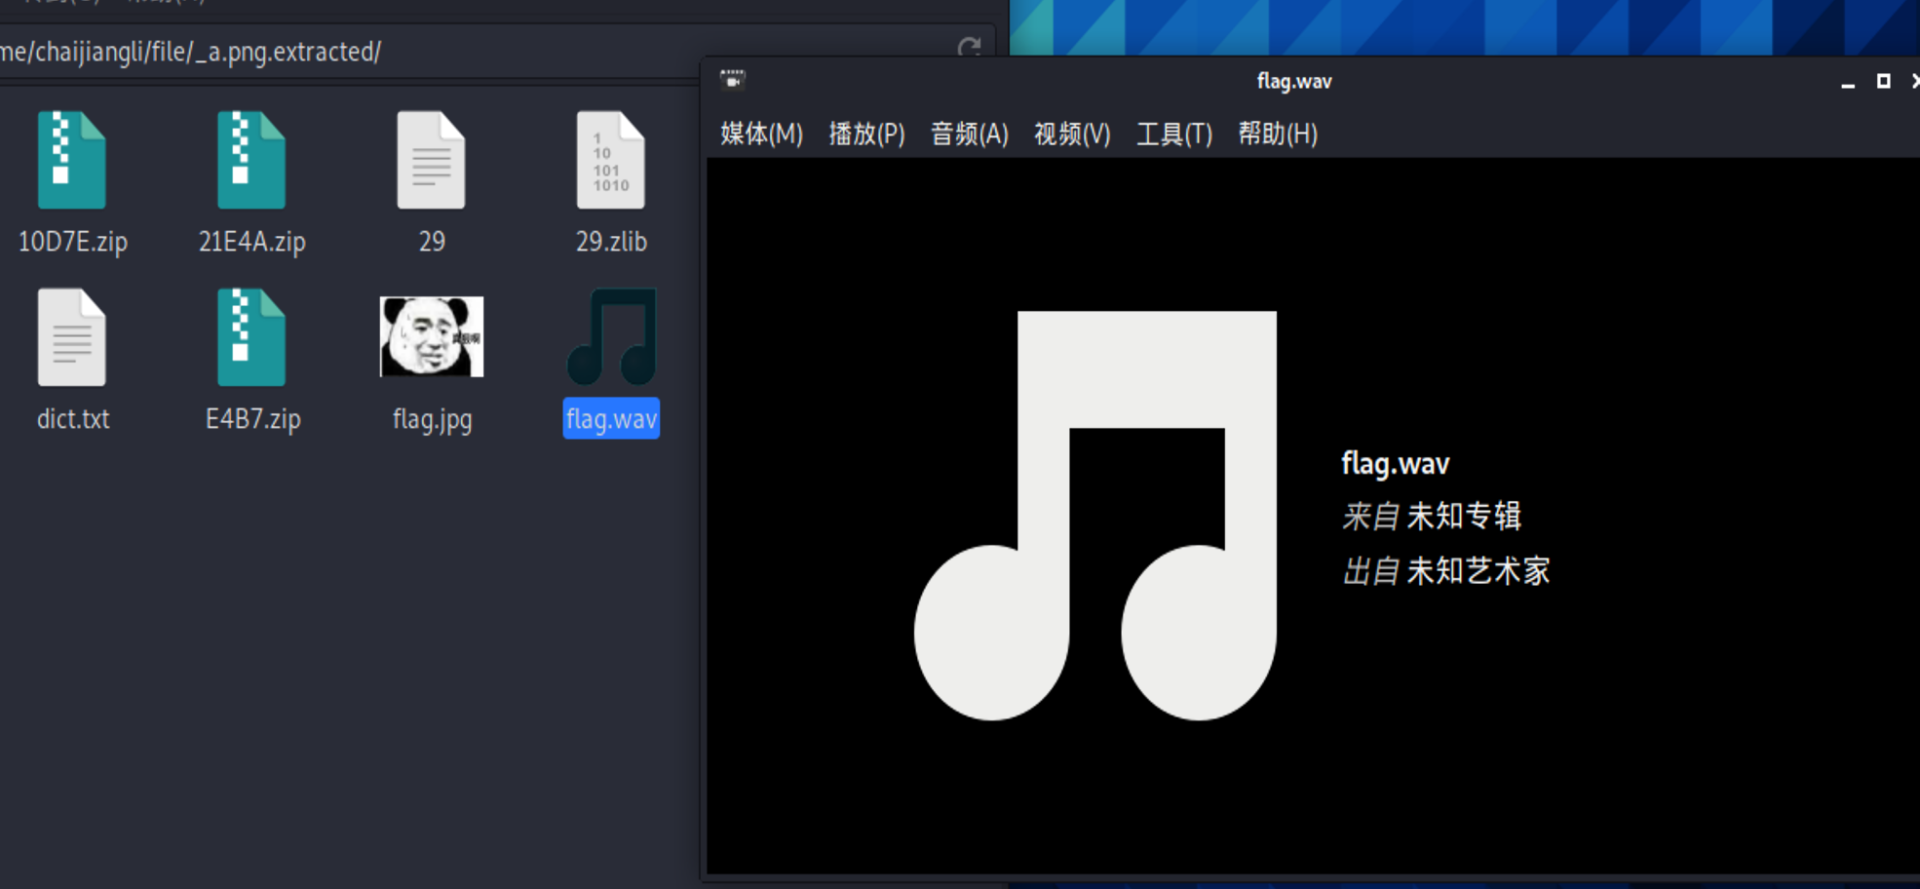 me/chaijiangli/file/_a.png.extracted/
10D7E.zip
21E4A.zip
29
1
10
101
1010
29.zlib
dict.txt
E4B7.zip
flag.jpg
flag.wav
flag.wav
媒体(M) 播放(P) 音频(A) 视频(V) 工具(T) 帮助(H)
flag.wav
来自 未知专辑
出自 未知艺术家